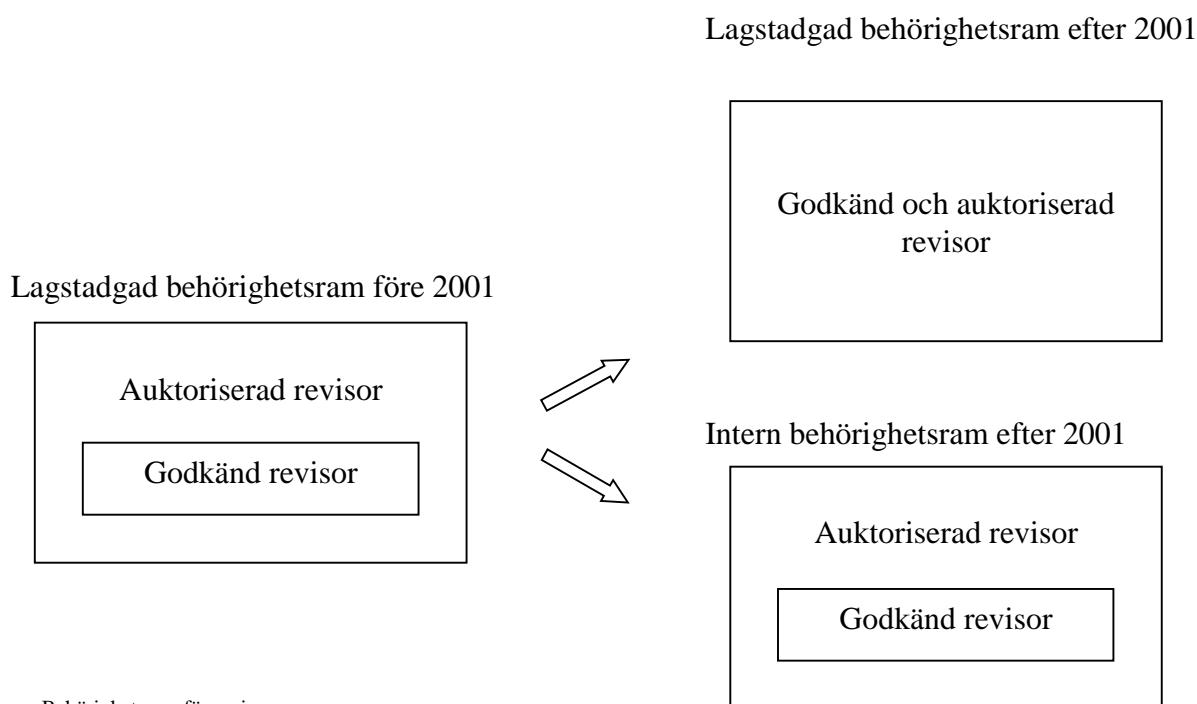 Lagstadgad behörighetsram efter 2001
Godkänd och auktoriserad
revisor
Lagstadgad behörighetsram före 2001
Auktoriserad revisor
Godkänd revisor
Intern behörighetsram efter 2001
Auktoriserad revisor
Godkänd revisor